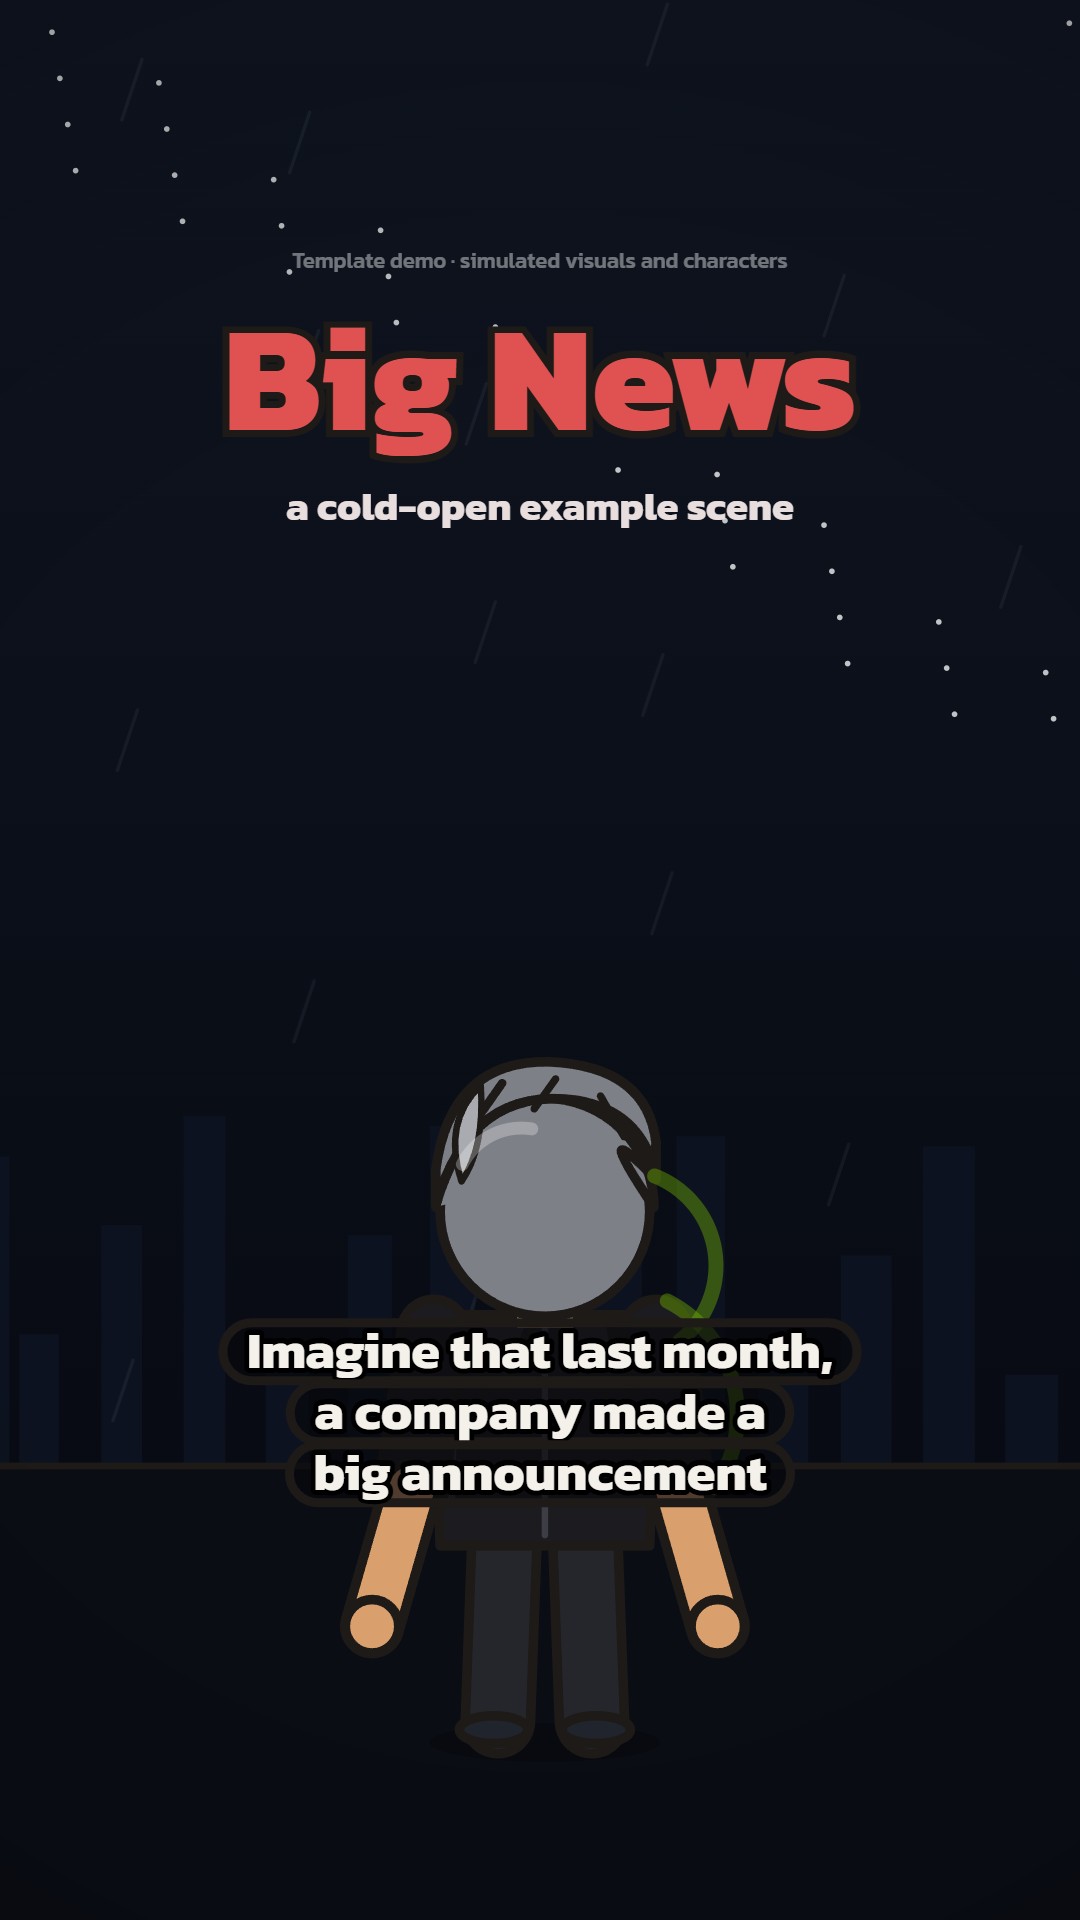 Template demo · simulated visuals and characters
Big News
a cold-open example scene
Imagine that last month,
a company made a
big announcement